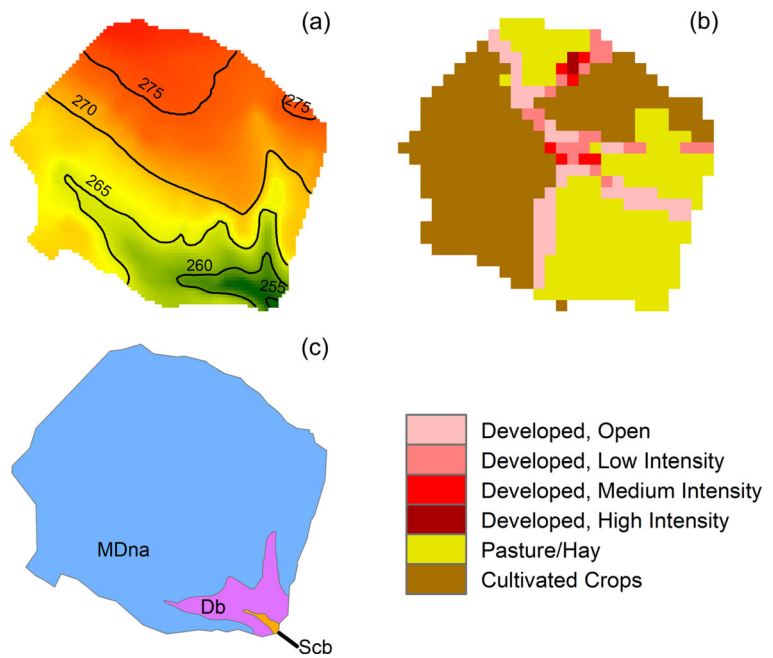 (a)
(b)
275
275
270
265
260
255
(c)
MDna
Db
Scb
Developed, Open
Developed, Low Intensity
Developed, Medium Intensity
Developed, High Intensity
Pasture/Hay
Cultivated Crops